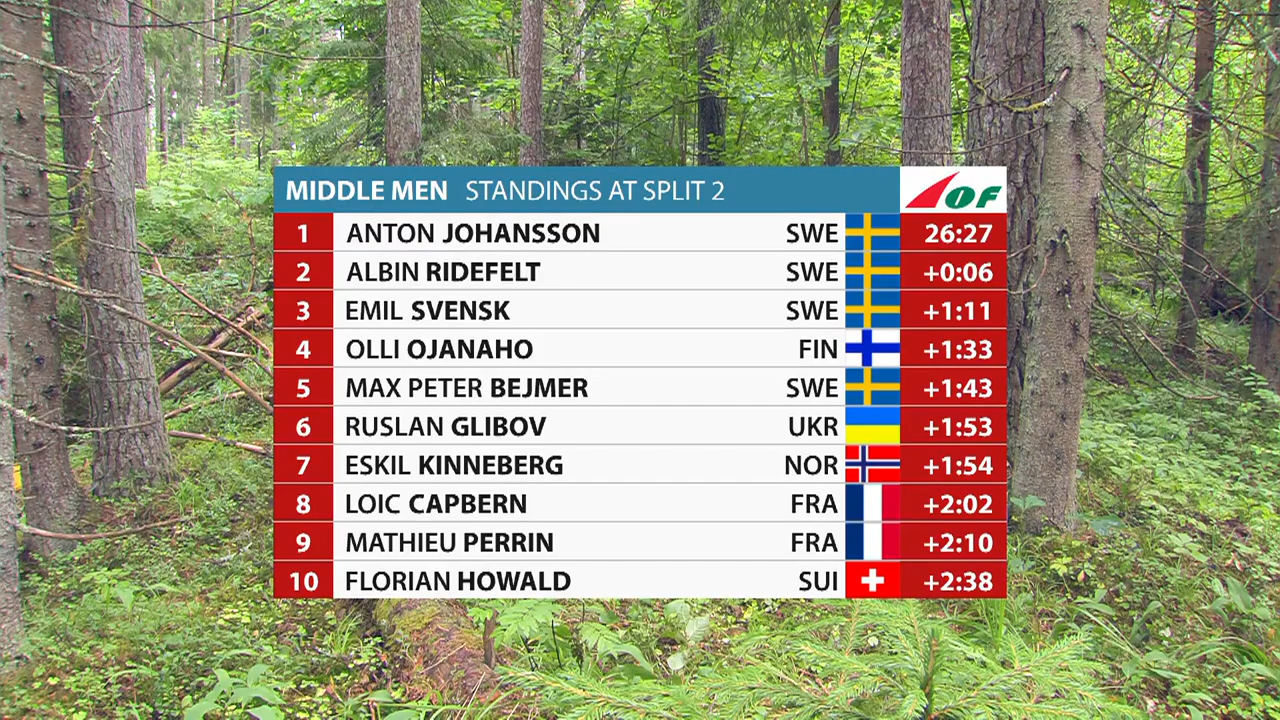 MIDDLE MEN STANDINGS AT SPLIT 2 IOF
1 ANTON JOHANSSON SWE 26:27
2 ALBIN RIDEFELT SWE +0:06
3 EMIL SVENSK SWE +1:11
4 OLLI OJANAHO FIN +1:33
5 MAX PETER BEJMER SWE +1:43
6 RUSLAN GLIBOV UKR +1:53
7 ESKIL KINNEBERG NOR +1:54
8 LOIC CAPBERN FRA +2:02
9 MATHIEU PERRIN FRA +2:10
10 FLORIAN HOWALD SUI +2:38